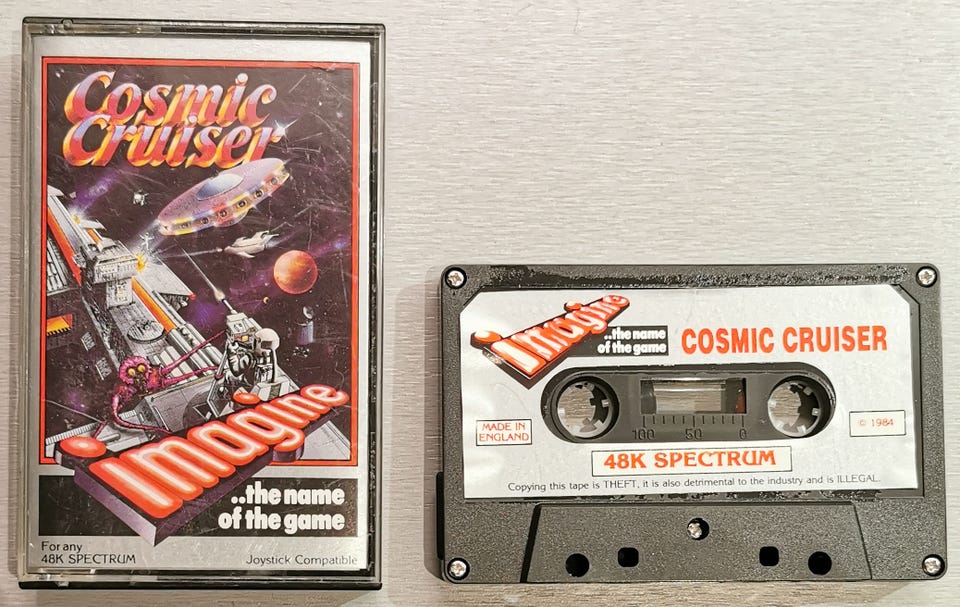 Cosmic
Cruiser
imagine
..the name
of the game
For any
48K SPECTRUM
Joystick Compatible
imagine
..the name
of the game
COSMIC CRUISER
MADE IN
ENGLAND
100 50 0
© 1984
48K SPECTRUM
Copying this tape is THEFT, it is also detrimental to the industry and is ILLEGAL.